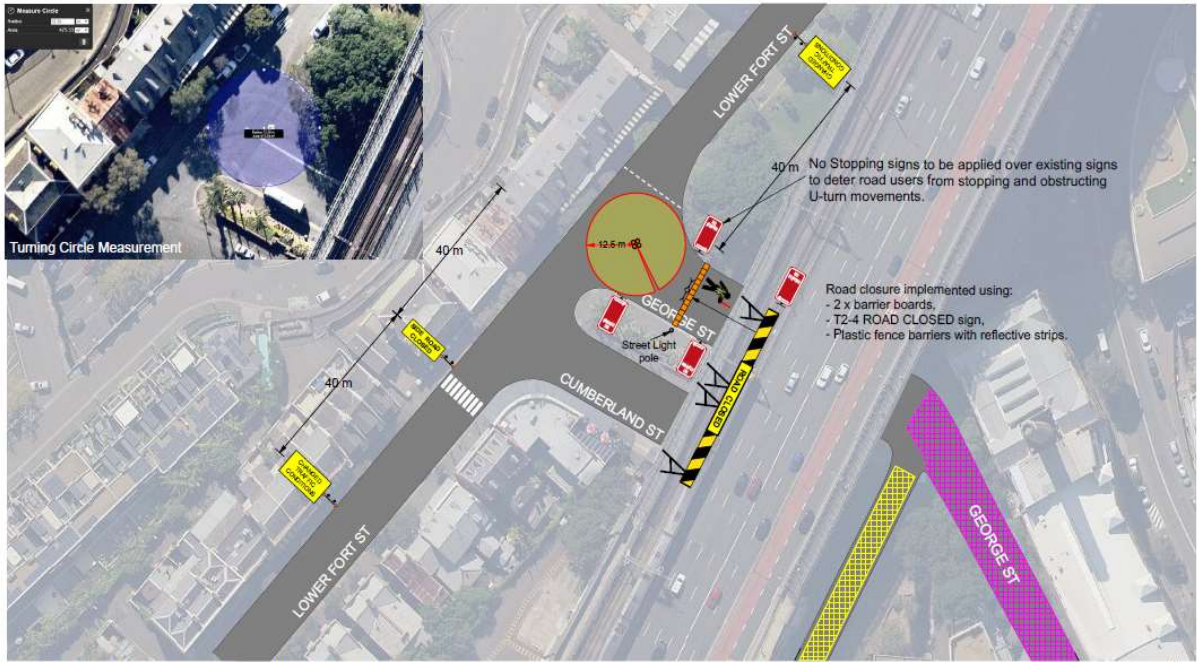 Measure Circle
Radius
Area
Turning Circle Measurement
LOWER FORT ST
CHANGED
TRAFFIC
CONDITIONS
40 m
No Stopping signs to be applied over existing signs
to deter road users from stopping and obstructing
U-turn movements.
12.5 m
40 m
GEORGE ST
Road closure implemented using:
- 2 x barrier boards,
- T2-4 ROAD CLOSED sign,
- Plastic fence barriers with reflective strips.
Street Light
pole
SIDE ROAD
CLOSED
40 m
CUMBERLAND ST
ROAD CLOSED
CHANGED
TRAFFIC
CONDITIONS
GEORGE ST
LOWER FORT ST